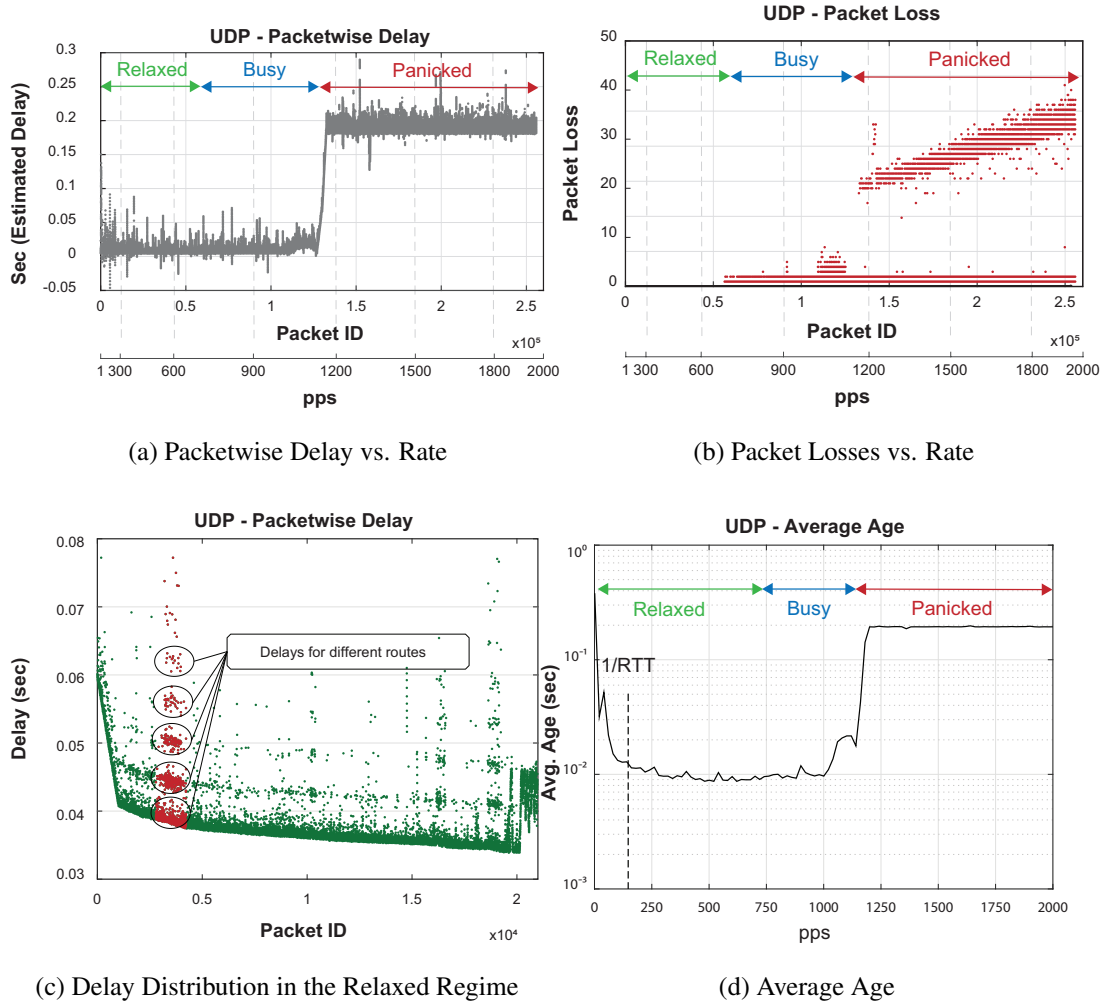 UDP - Packetwise Delay
0.3
0.25
0.2
0.15
0.1
0.05
0
-0.05
Sec (Estimated Delay)
Relaxed
Busy
Panicked
0 0.5 1 1.5 2 2.5
Packet ID
x10⁵
1 300 600 900 1200 1500 1800 2000
pps
(a) Packetwise Delay vs. Rate
UDP - Packet Loss
50
40
30
20
10
0
Packet Loss
Relaxed
Busy
Panicked
0 0.5 1 1.5 2 2.5
Packet ID
x10⁵
1 300 600 900 1200 1500 1800 2000
pps
(b) Packet Losses vs. Rate
UDP - Packetwise Delay
0.08
0.07
0.06
0.05
0.04
0.03
Delay (sec)
Delays for different routes
0 0.5 1 1.5 2
Packet ID
x10⁴
(c) Delay Distribution in the Relaxed Regime
UDP - Average Age
10⁰
10⁻¹
10⁻²
10⁻³
Avg. Age (sec)
Relaxed
Busy
Panicked
1/RTT
0 250 500 750 1000 1250 1500 1750 2000
pps
(d) Average Age